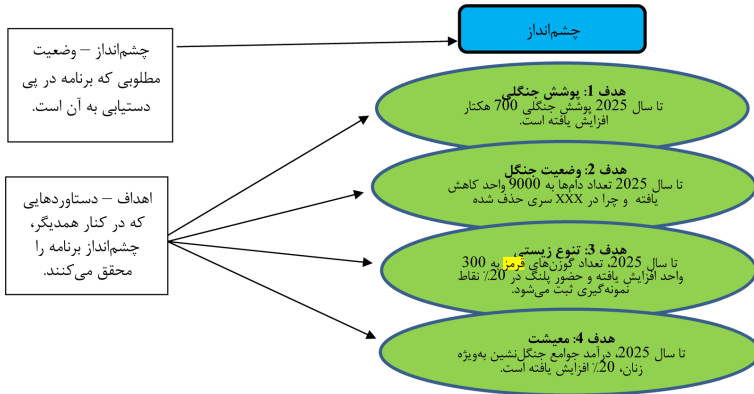 چشم‌انداز
چشم‌انداز – وضعیت
مطلوبی که برنامه در پی
دستیابی به آن است.
هدف 1: پوشش جنگلی
تا سال 2025 پوشش جنگلی 700 هکتار
افزایش یافته است.
هدف 2: وضعیت جنگل
تا سال 2025 تعداد دام‌ها به 9000 واحد کاهش
یافته و چرا در XXX سری حذف شده
اهداف – دستاوردهایی
که در کنار همدیگر،
چشم‌انداز برنامه را
محقق می‌کنند.
هدف 3: تنوع زیستی
تا سال 2025، تعداد گوزن‌های قرمز به 300
واحد افزایش یافته و حضور پلنگ در 20٪ نقاط
نمونه‌گیری ثبت می‌شود.
هدف 4: معیشت
تا سال 2025، درآمد جوامع جنگل‌نشین به‌ویژه
زنان، 20٪ افزایش یافته است.